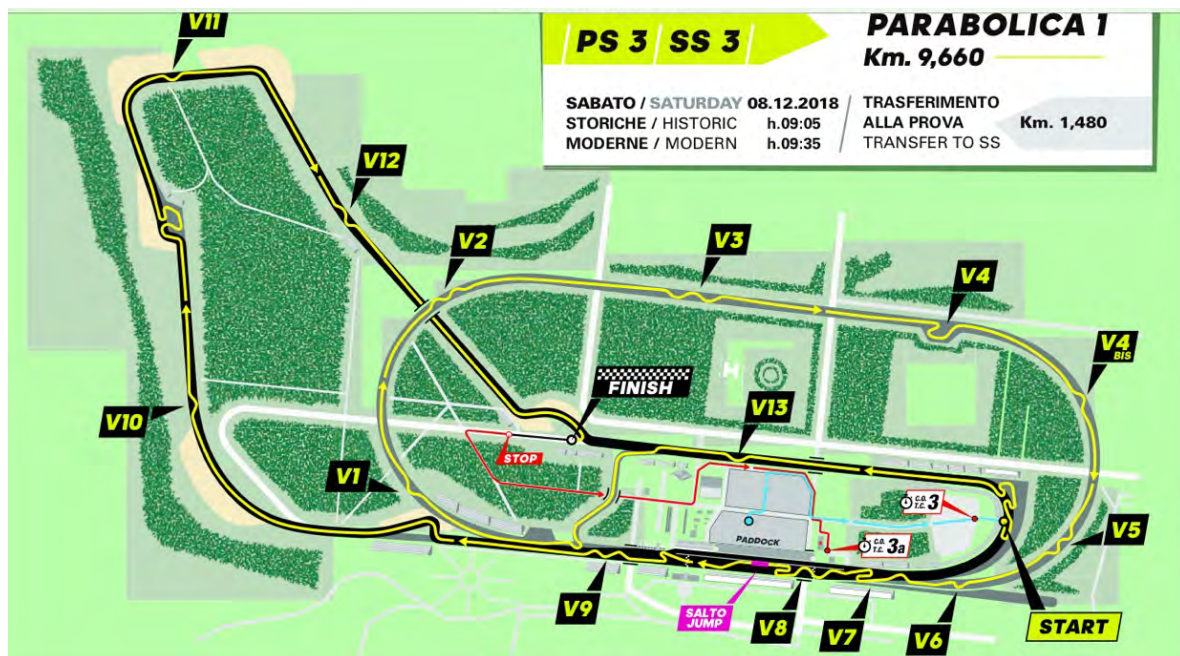 PS 3 SS 3
PARABOLICA 1
Km. 9,660
SABATO / SATURDAY 08.12.2018
STORICHE / HISTORIC h.09:05
MODERNE / MODERN h.09:35
TRASFERIMENTO
ALLA PROVA
TRANSFER TO SS
Km. 1,480
V11
V12
V2
V3
V4
V4
BIS
H
FINISH
V13
V10
STOP
V1
C.O.
T.C. 3
C.O.
T.C. 3a
PADDOCK
V5
V9
SALTO
JUMP
V8
V7
V6
START